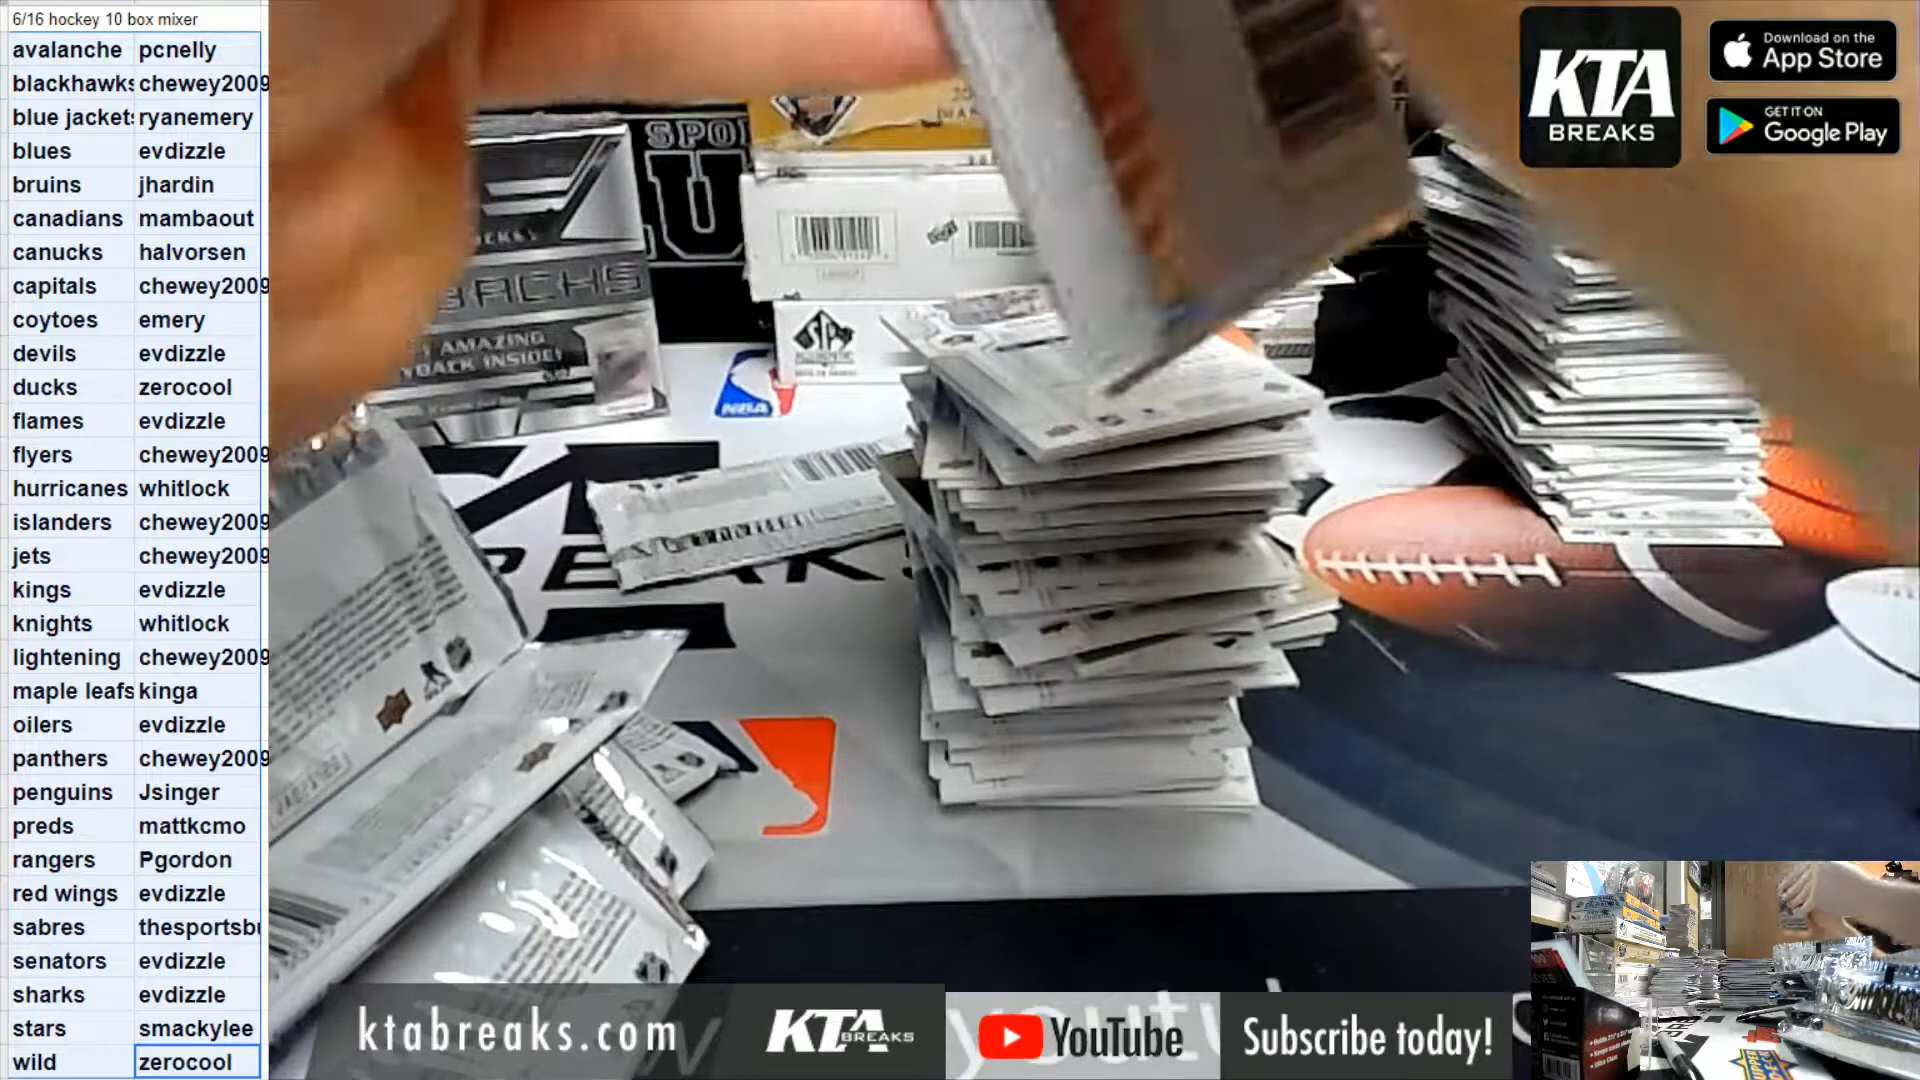 6/16 hockey 10 box mixer
avalanche pcnelly
blackhawks chewey2009
blue jackets ryanemery
blues evdizzle
bruins jhardin
canadians mambaout
canucks halvorsen
capitals chewey2009
coytoes emery
devils evdizzle
ducks zerocool
flames evdizzle
flyers chewey2009
hurricanes whitlock
islanders chewey2009
jets chewey2009
kings evdizzle
knights whitlock
lightening chewey2009
maple leafs kinga
oilers evdizzle
panthers chewey2009
penguins Jsinger
preds mattkcmo
rangers Pgordon
red wings evdizzle
sabres thesportsbu
senators evdizzle
sharks evdizzle
stars smackylee
wild zerocool
KTA
BREAKS
Download on the
App Store
GET IT ON
Google Play
SPO
U
AMAZING
INSIDE!
NBA
ktabreaks.com
KTA BREAKS
YouTube
Subscribe today!
UPPER DECK